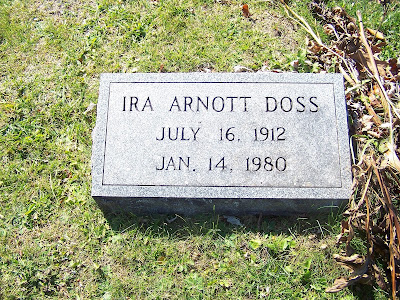 IRA ARNOTT DOSS
JULY 16, 1912
JAN. 14, 1980